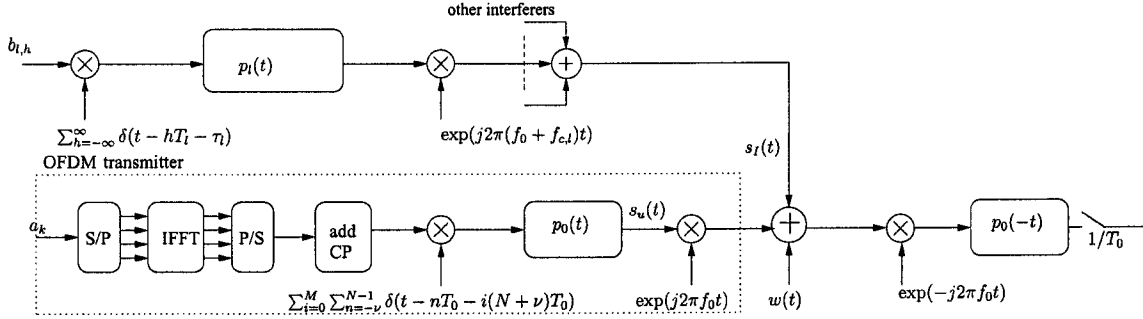 other interferers
b_{l,h}
p_l(t)
∑_{h=-∞}^{∞} δ(t − hT_l − τ_l)
exp(j2π(f_0 + f_{c,l})t)
OFDM transmitter
s_I(t)
a_k
S/P
IFFT
P/S
add
CP
p_0(t)
s_u(t)
p_0(−t)
1/T_0
∑_{i=0}^{M} ∑_{n=-ν}^{N-1} δ(t − nT_0 − i(N + ν)T_0)
exp(j2πf_0t)
w(t)
exp(−j2πf_0t)